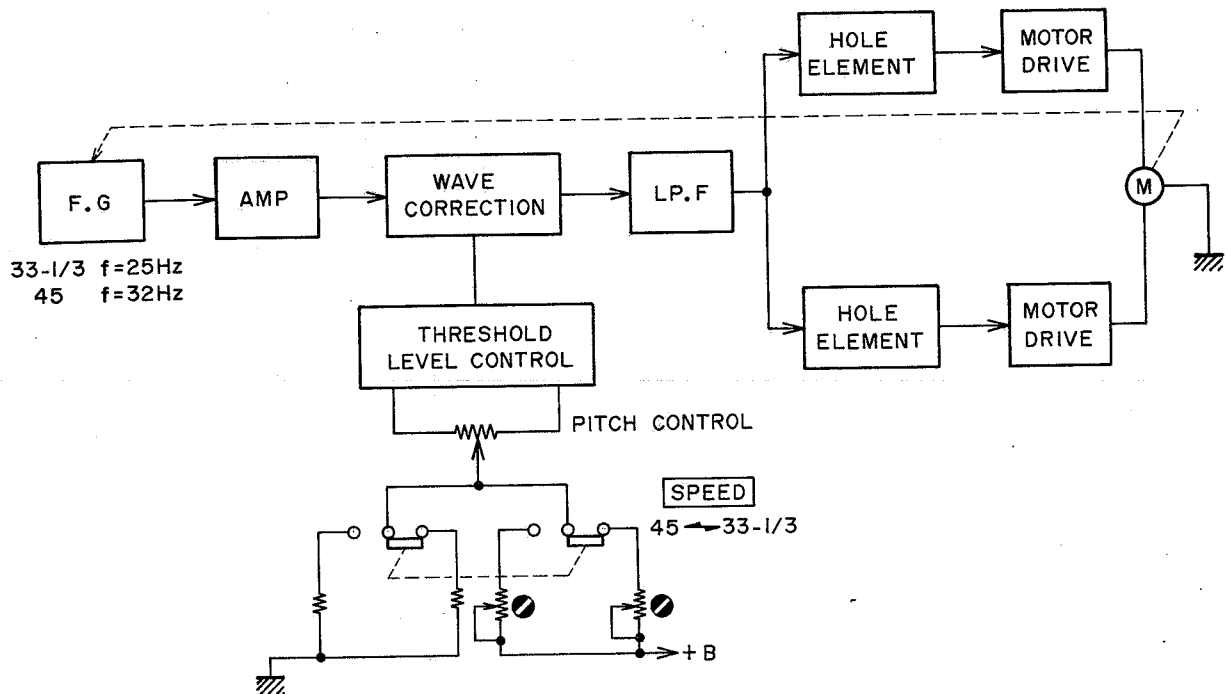 HOLE
ELEMENT
MOTOR
DRIVE
F.G
AMP
WAVE
CORRECTION
LP.F
M
33-1/3 f=25Hz
45 f=32Hz
HOLE
ELEMENT
MOTOR
DRIVE
THRESHOLD
LEVEL CONTROL
PITCH CONTROL
SPEED
45 33-1/3
+B